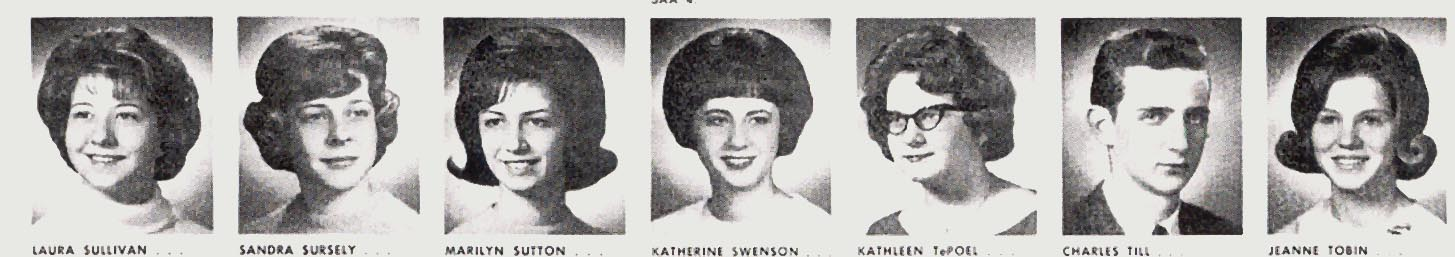 LAURA SULLIVAN . . .
SANDRA SURSELY . . .
MARILYN SUTTON . . .
KATHERINE SWENSON . . .
KATHLEEN TePOEL . . .
CHARLES TILL . . .
JEANNE TOBIN . . .